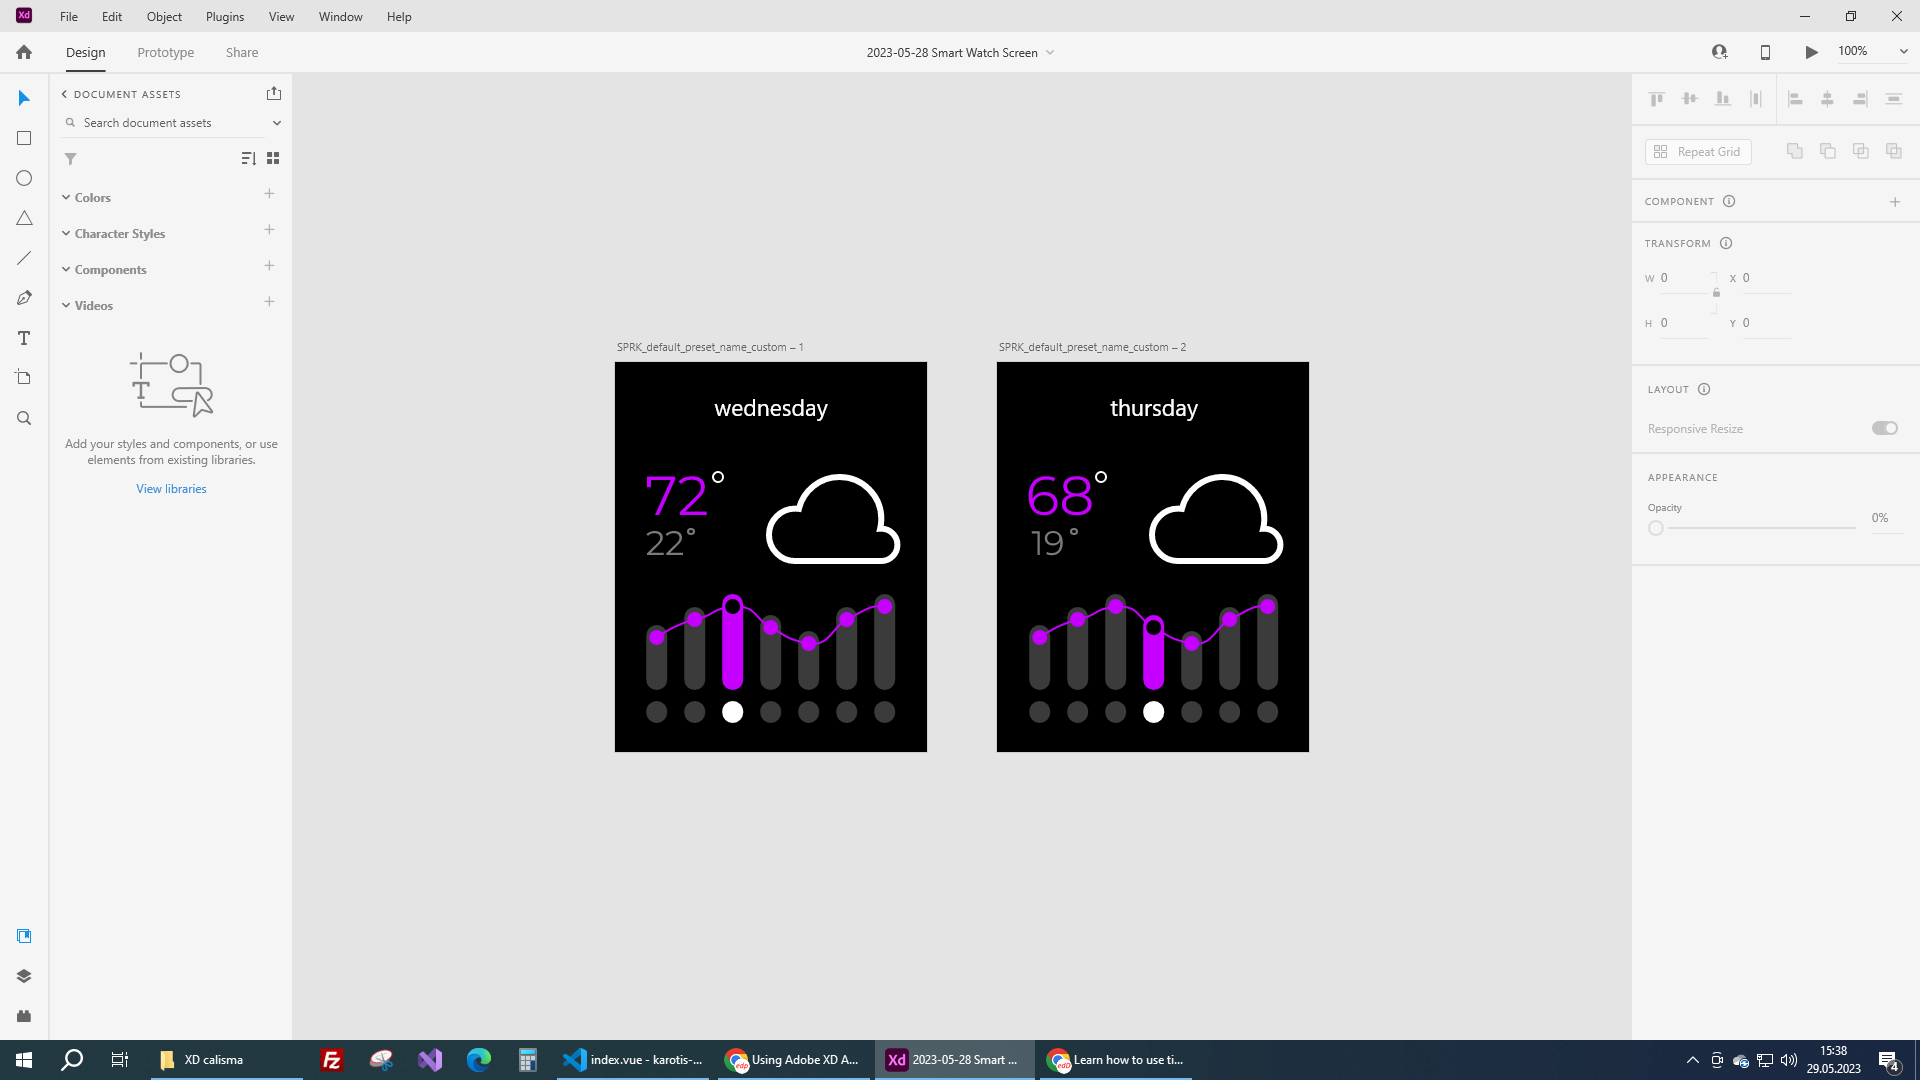 Xd File Edit Object Plugins View Window Help
Design Prototype Share
2023-05-28 Smart Watch Screen
100%
DOCUMENT ASSETS
Search document assets
Colors
Character Styles
Components
Videos
T
Add your styles and components, or use
elements from existing libraries.
View libraries
SPRK_default_preset_name_custom – 1
wednesday
72°
22°
SPRK_default_preset_name_custom – 2
thursday
68°
19°
Repeat Grid
COMPONENT
TRANSFORM
W 0 X 0
H 0 Y 0
LAYOUT
Responsive Resize
APPEARANCE
Opacity
0%
XD calisma
Fz
index.vue - karotis-...
Using Adobe XD A...
Xd 2023-05-28 Smart ...
Learn how to use ti...
15:38
29.05.2023
4